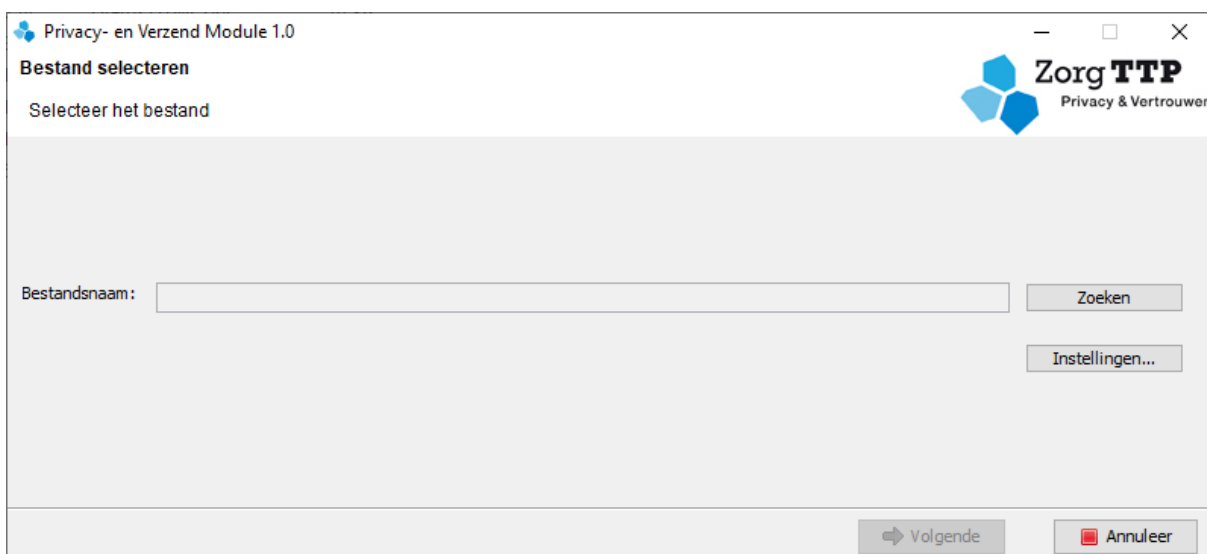 Privacy- en Verzend Module 1.0
Bestand selecteren
Selecteer het bestand
Zorg TTP
Privacy & Vertrouwen
Bestandsnaam:
Zoeken
Instellingen...
Volgende
Annuleer